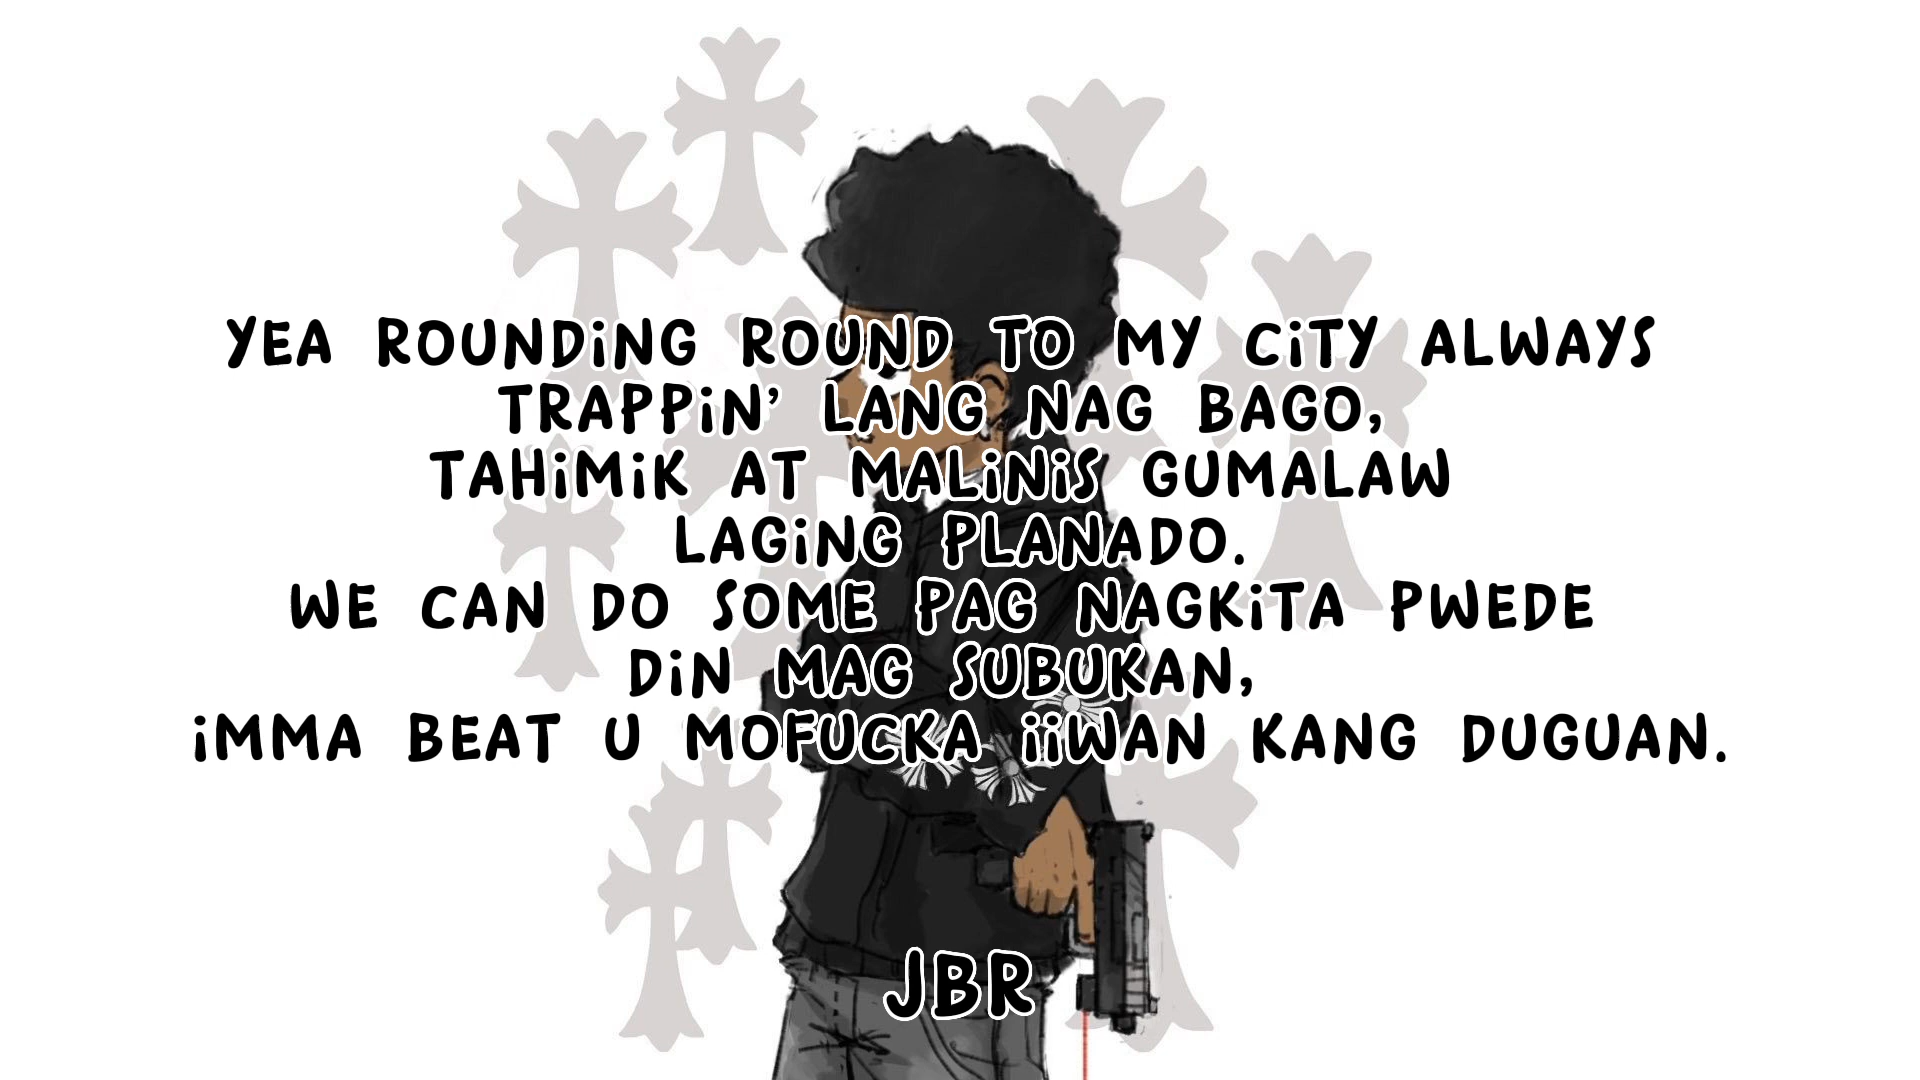 YEA ROUNDiNG ROUND TO MY CiTY ALWAYS
TRAPPiN' LANG NAG BAGO,
TAHiMiK AT MALiNiS GUMALAW
LAGiNG PLANADO.
WE CAN DO SOME PAG NAGKiTA PWEDE
DiN MAG SUBUKAN,
iMMA BEAT U MOFUCKA iiWAN KANG DUGUAN.
JBR